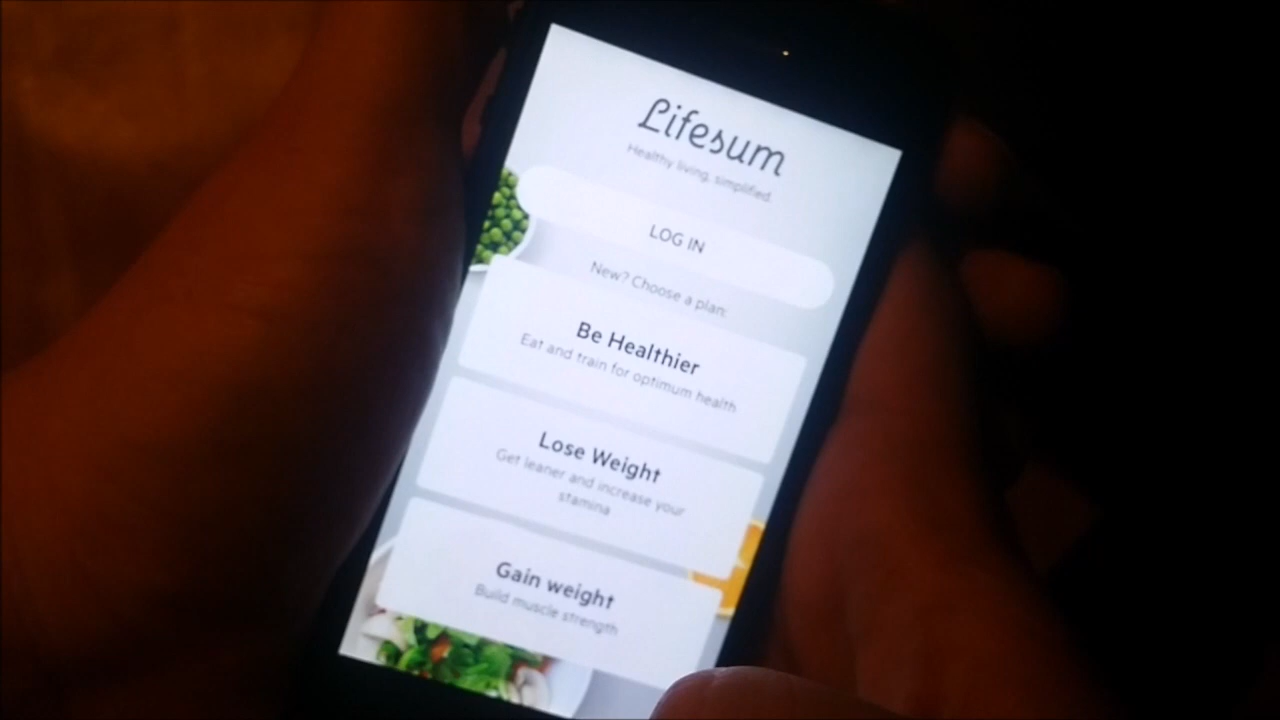 Lifesum
Healthy living, simplified.
LOG IN
New? Choose a plan:
Be Healthier
Eat and train for optimum health
Lose Weight
Get leaner and increase your
stamina
Gain weight
Build muscle strength